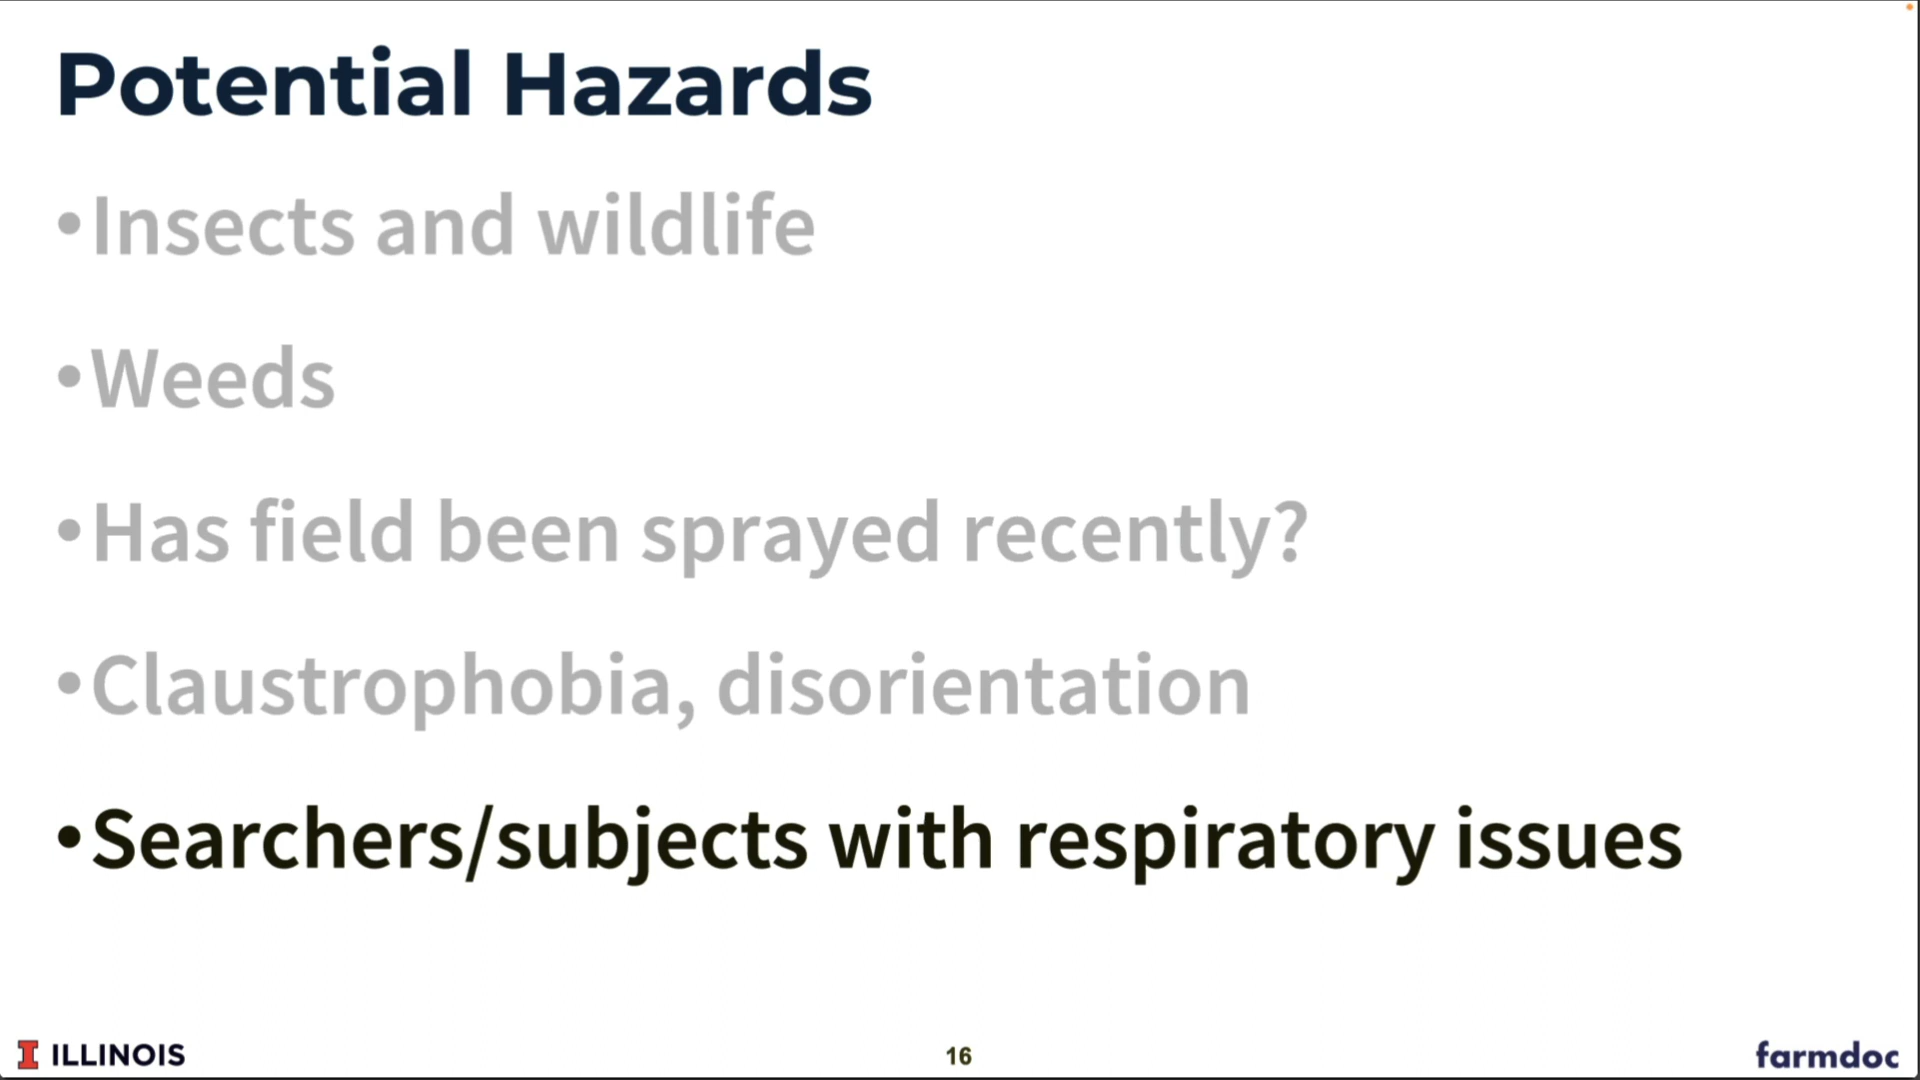 Potential Hazards
•Insects and wildlife
•Weeds
•Has field been sprayed recently?
•Claustrophobia, disorientation
•Searchers/subjects with respiratory issues
I ILLINOIS
16
farmdoc